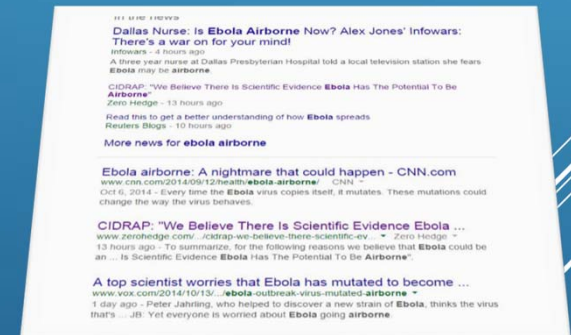 In the news
Dallas Nurse: Is Ebola Airborne Now? Alex Jones' Infowars:
There's a war on for your mind!
Infowars - 4 hours ago
A three year nurse at Dallas Presbyterian Hospital told a local television station she fears
Ebola may be airborne.
CIDRAP: "We Believe There Is Scientific Evidence Ebola Has The Potential To Be
Airborne"
Zero Hedge - 13 hours ago
Read this to get a better understanding of how Ebola spreads
Reuters Blogs - 10 hours ago
More news for ebola airborne
Ebola airborne: A nightmare that could happen - CNN.com
www.cnn.com/2014/09/12/health/ebola-airborne/ CNN
Oct 6, 2014 - Every time the Ebola virus copies itself, it mutates. These mutations could
change the way the virus behaves.
CIDRAP: "We Believe There Is Scientific Evidence Ebola ...
www.zerohedge.com/.../cidrap-we-believe-there-scientific-ev... Zero Hedge
13 hours ago - To summarize, for the following reasons we believe that Ebola could be
an ... Is Scientific Evidence Ebola Has The Potential To Be Airborne".
A top scientist worries that Ebola has mutated to become ...
www.vox.com/2014/10/13/.../ebola-outbreak-virus-mutated-airborne
1 day ago - Peter Jahrling, who helped to discover a new strain of Ebola, thinks the virus
that's ... JB: Yet everyone is worried about Ebola going airborne.